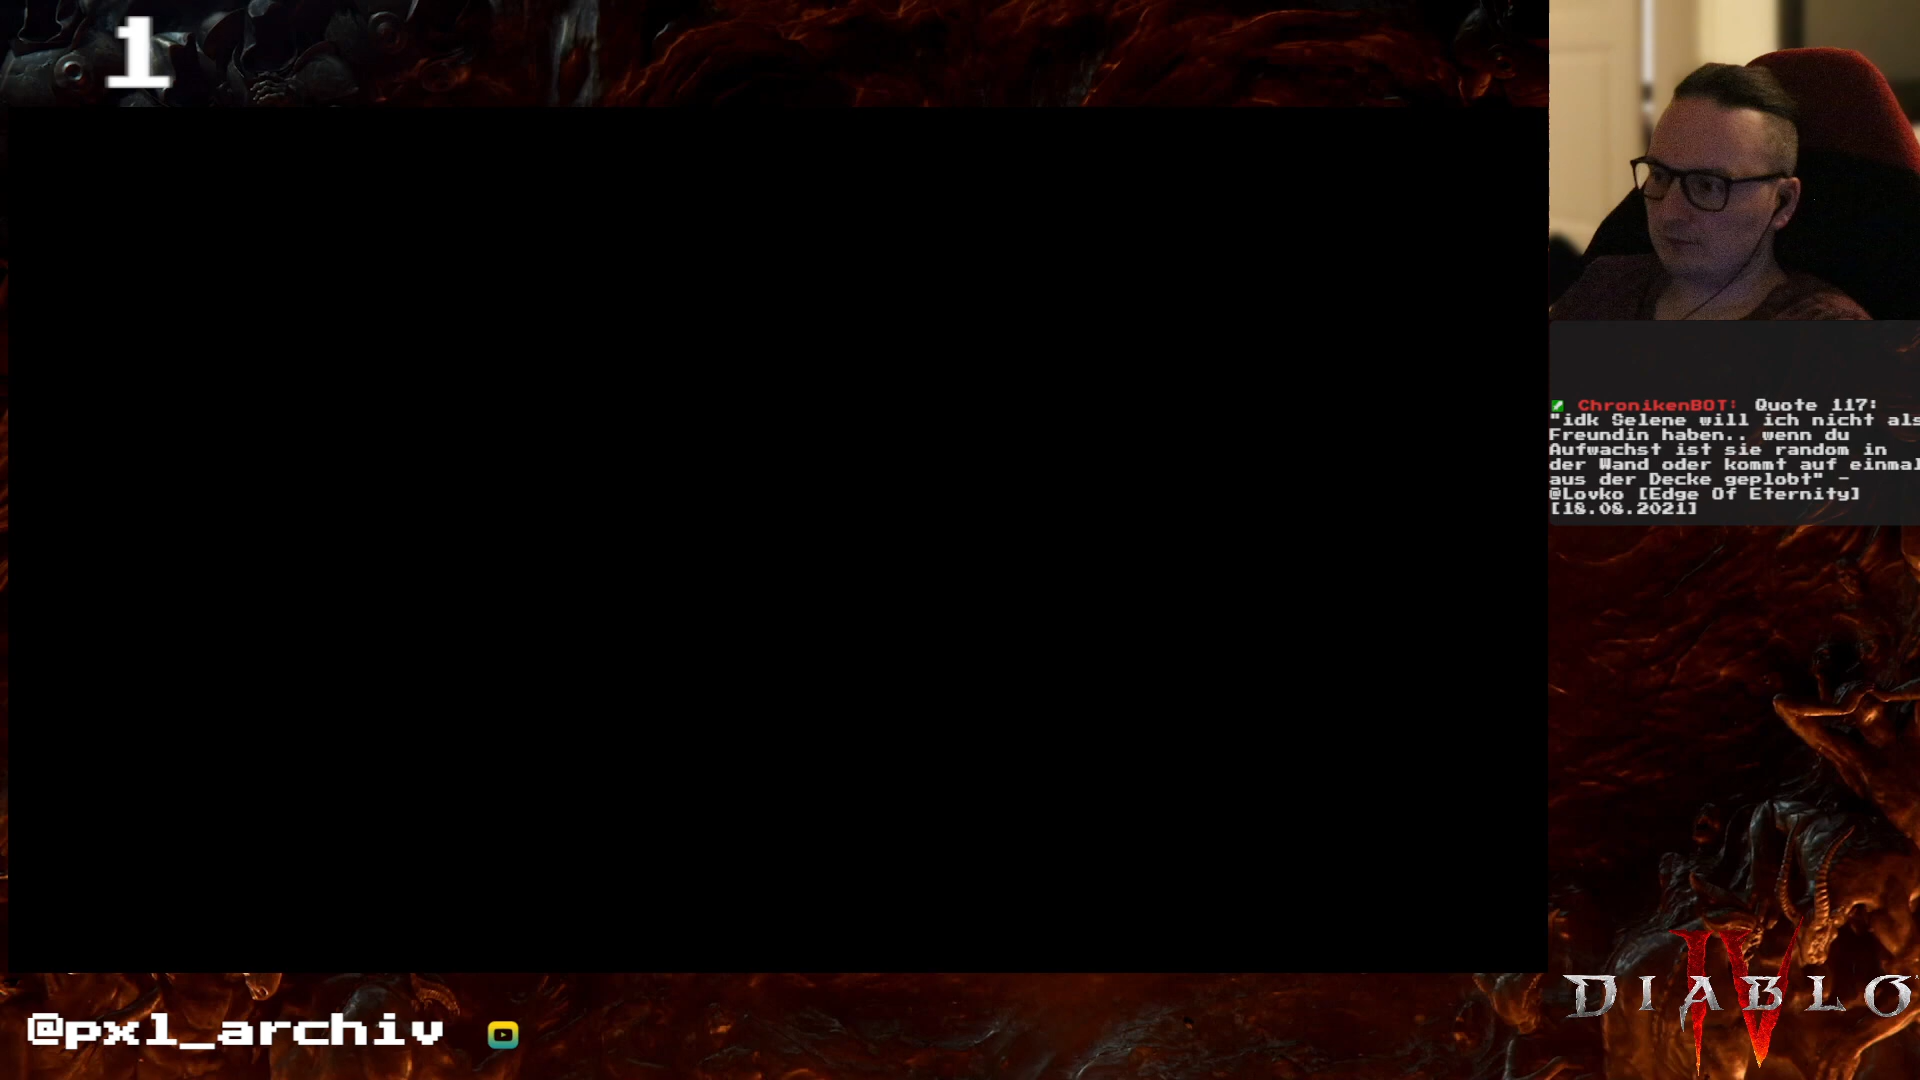 1
ChronikenBOT: Quote 117:
"idk Selene will ich nicht als
Freundin haben.. wenn du
Aufwachst ist sie random in
der Wand oder kommt auf einmal
aus der Decke geplobt" -
@Lovko [Edge Of Eternity]
[18.08.2021]
DIABLO
IV
@pxl_archiv